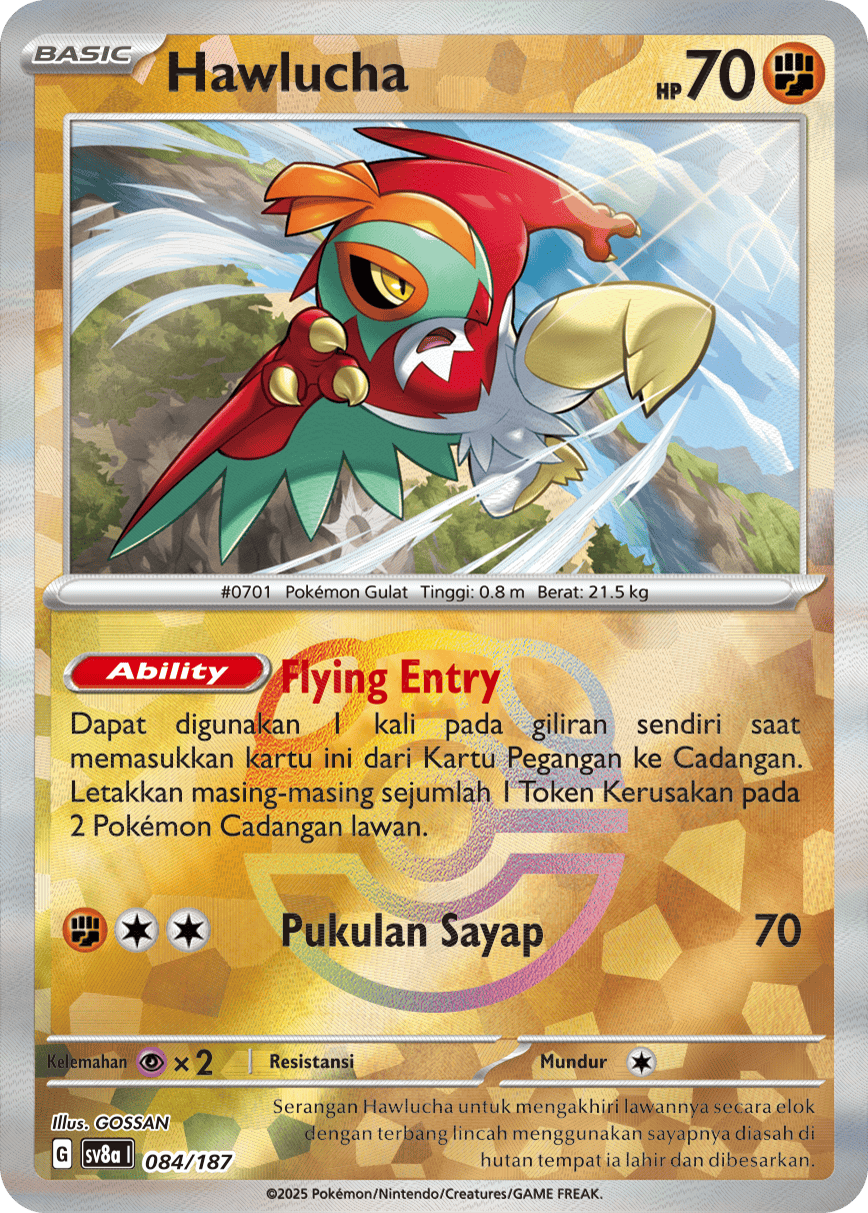 BASIC
Hawlucha
HP 70
#0701 Pokémon Gulat Tinggi: 0.8 m Berat: 21.5 kg
Ability Flying Entry
Dapat digunakan 1 kali pada giliran sendiri saat
memasukkan kartu ini dari Kartu Pegangan ke Cadangan.
Letakkan masing-masing sejumlah 1 Token Kerusakan pada
2 Pokémon Cadangan lawan.
Pukulan Sayap 70
Kelemahan ×2 Resistansi Mundur
Illus. GOSSAN
Serangan Hawlucha untuk mengakhiri lawannya secara elok
dengan terbang lincah menggunakan sayapnya diasah di
hutan tempat ia lahir dan dibesarkan.
G sv8a I 084/187
©2025 Pokémon/Nintendo/Creatures/GAME FREAK.